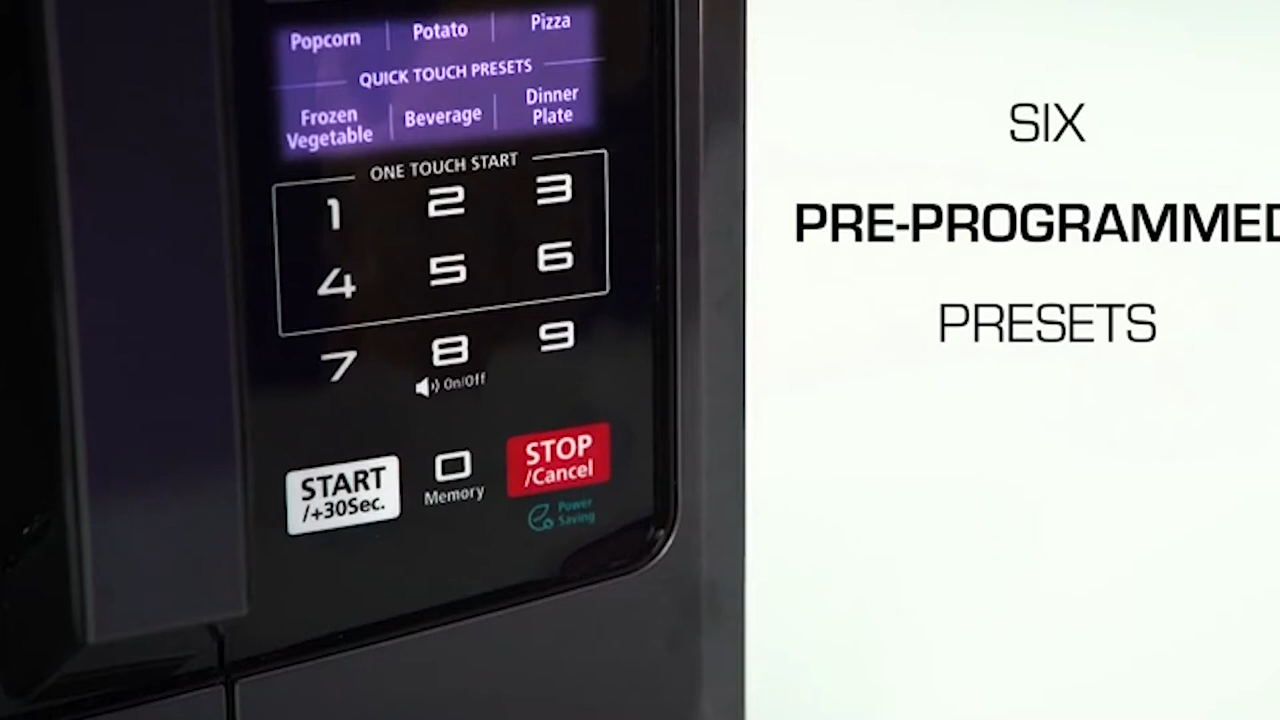 Popcorn Potato Pizza
QUICK TOUCH PRESETS
Frozen Vegetable Beverage Dinner Plate
ONE TOUCH START
1 2 3
4 5 6
7 8 9
On/Off
START /+30Sec.
Memory
STOP /Cancel
Power Saving
SIX
PRE-PROGRAMMED
PRESETS